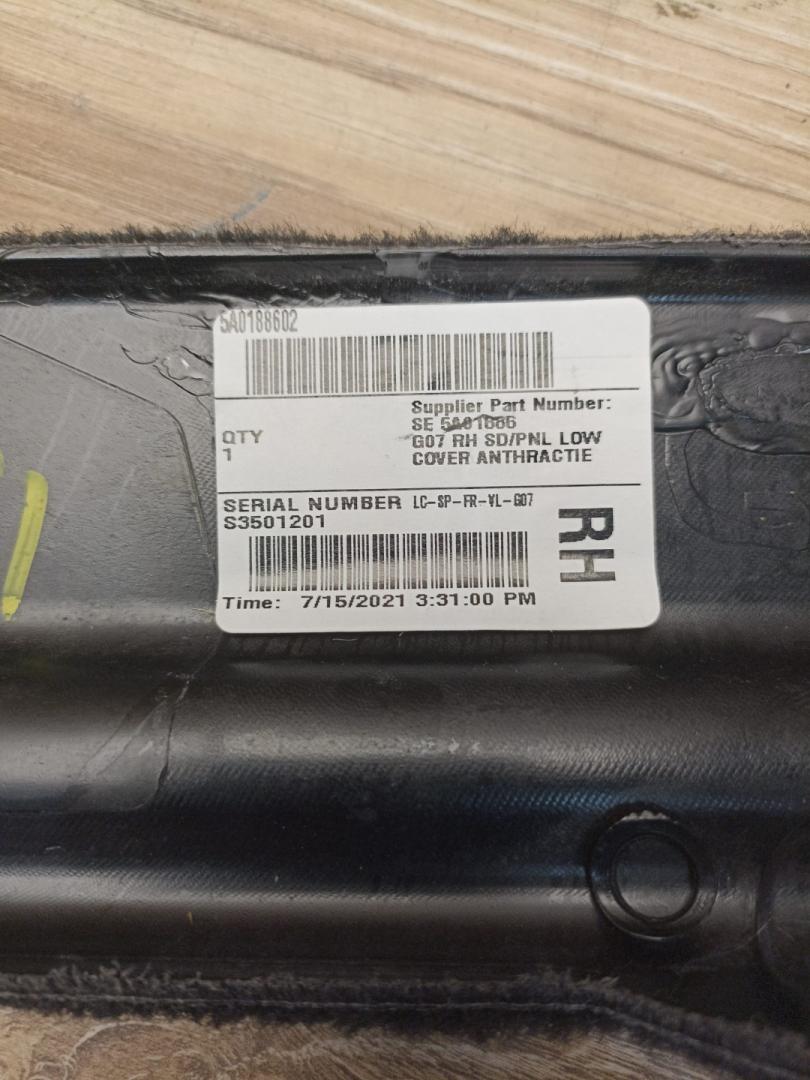 5A0188602
Supplier Part Number:
SE
QTY
G07 RH SD/PNL LOW
1
COVER ANTHRACTIE
SERIAL NUMBER LC-SP-FR-VL-G07
S3501201
RH
Time: 7/15/2021 3:31:00 PM